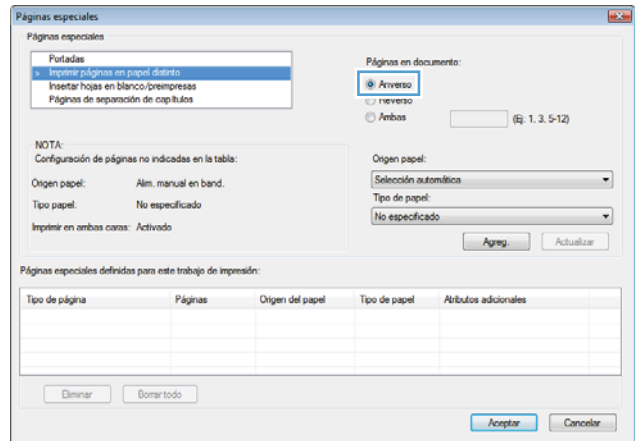 Páginas especiales
Páginas especiales
Portadas
» Imprimir páginas en papel distinto
Insertar hojas en blanco/preimpresas
Páginas de separación de capítulos
Páginas en documento:
Anverso
Reverso
Ambas
(Ej: 1, 3, 5-12)
NOTA:
Configuración de páginas no indicadas en la tabla:
Origen papel: Alim. manual en band.
Tipo papel: No especificado
Imprimir en ambas caras: Activado
Origen papel:
Selección automática
Tipo de papel:
No especificado
Agreg. Actualizar
Páginas especiales definidas para este trabajo de impresión:
Tipo de página Páginas Origen del papel Tipo de papel Atributos adicionales
Eliminar Borrar todo
Aceptar Cancelar